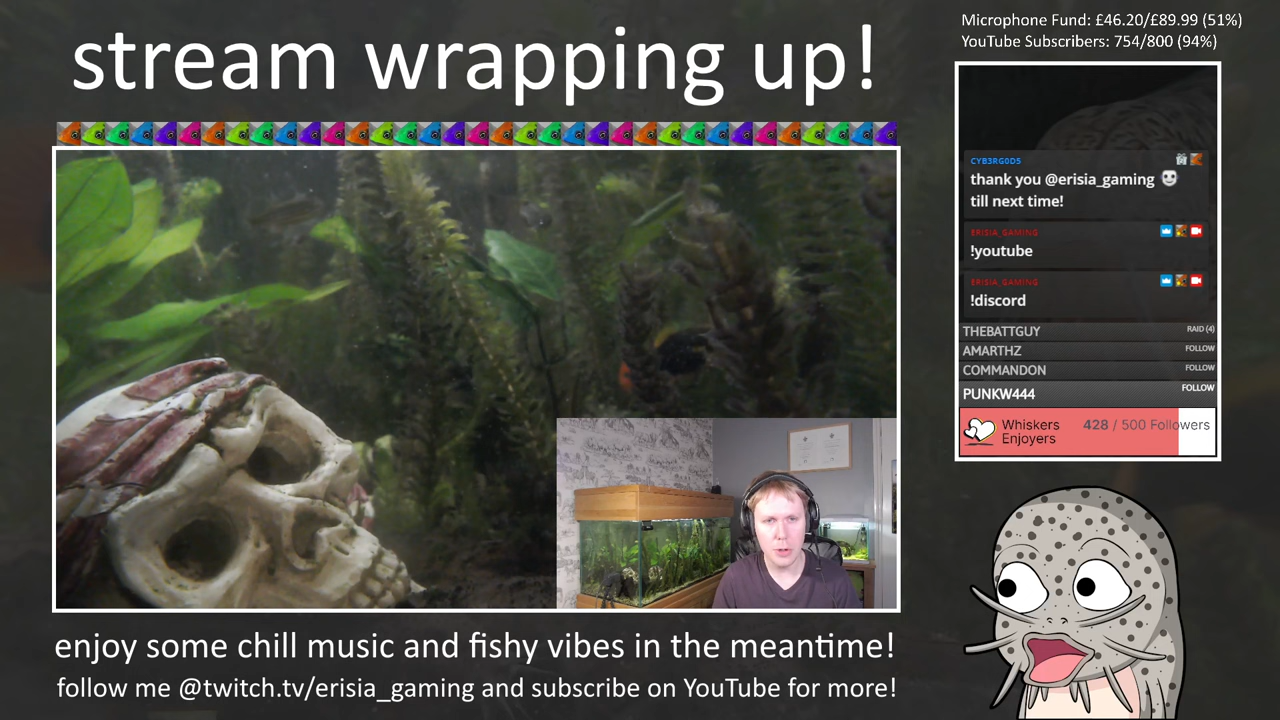 stream wrapping up!
Microphone Fund: £46.20/£89.99 (51%)
YouTube Subscribers: 754/800 (94%)
CYB3RG0D5
thank you @erisia_gaming
till next time!
ERISIA_GAMING
!youtube
ERISIA_GAMING
!discord
THEBATTGUY RAID (4)
AMARTHZ FOLLOW
COMMANDON FOLLOW
PUNKW444 FOLLOW
Whiskers
Enjoyers
428 / 500 Followers
enjoy some chill music and fishy vibes in the meantime!
follow me @twitch.tv/erisia_gaming and subscribe on YouTube for more!